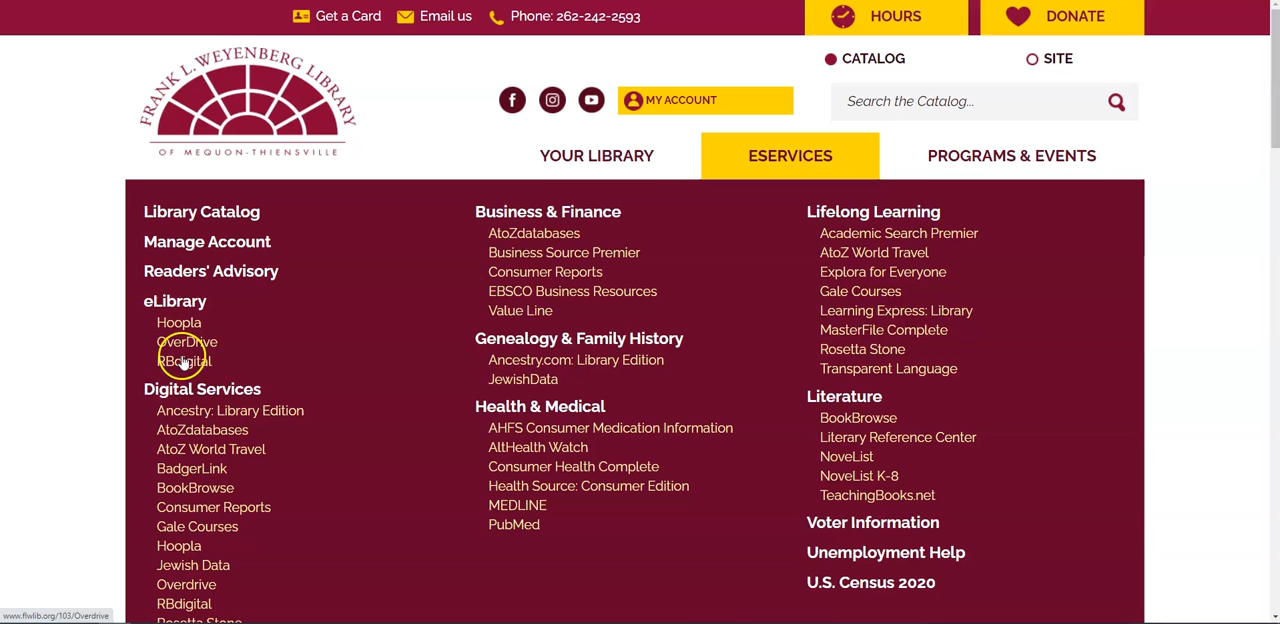 Get a Card
Email us
Phone: 262-242-2593
HOURS
DONATE
FRANK L. WEYENBERG LIBRARY
OF MEQUON-THIENSVILLE
MY ACCOUNT
CATALOG
SITE
Search the Catalog...
YOUR LIBRARY
ESERVICES
PROGRAMS & EVENTS
Library Catalog
Manage Account
Readers' Advisory
eLibrary
Hoopla
OverDrive
RBdigital
Digital Services
Ancestry: Library Edition
AtoZdatabases
AtoZ World Travel
BadgerLink
BookBrowse
Consumer Reports
Gale Courses
Hoopla
Jewish Data
Overdrive
RBdigital
Rosetta Stone
Business & Finance
AtoZdatabases
Business Source Premier
Consumer Reports
EBSCO Business Resources
Value Line
Genealogy & Family History
Ancestry.com: Library Edition
JewishData
Health & Medical
AHFS Consumer Medication Information
AltHealth Watch
Consumer Health Complete
Health Source: Consumer Edition
MEDLINE
PubMed
Lifelong Learning
Academic Search Premier
AtoZ World Travel
Explora for Everyone
Gale Courses
Learning Express: Library
MasterFile Complete
Rosetta Stone
Transparent Language
Literature
BookBrowse
Literary Reference Center
NoveList
NoveList K-8
TeachingBooks.net
Voter Information
Unemployment Help
U.S. Census 2020
www.flwlib.org/103/Overdrive